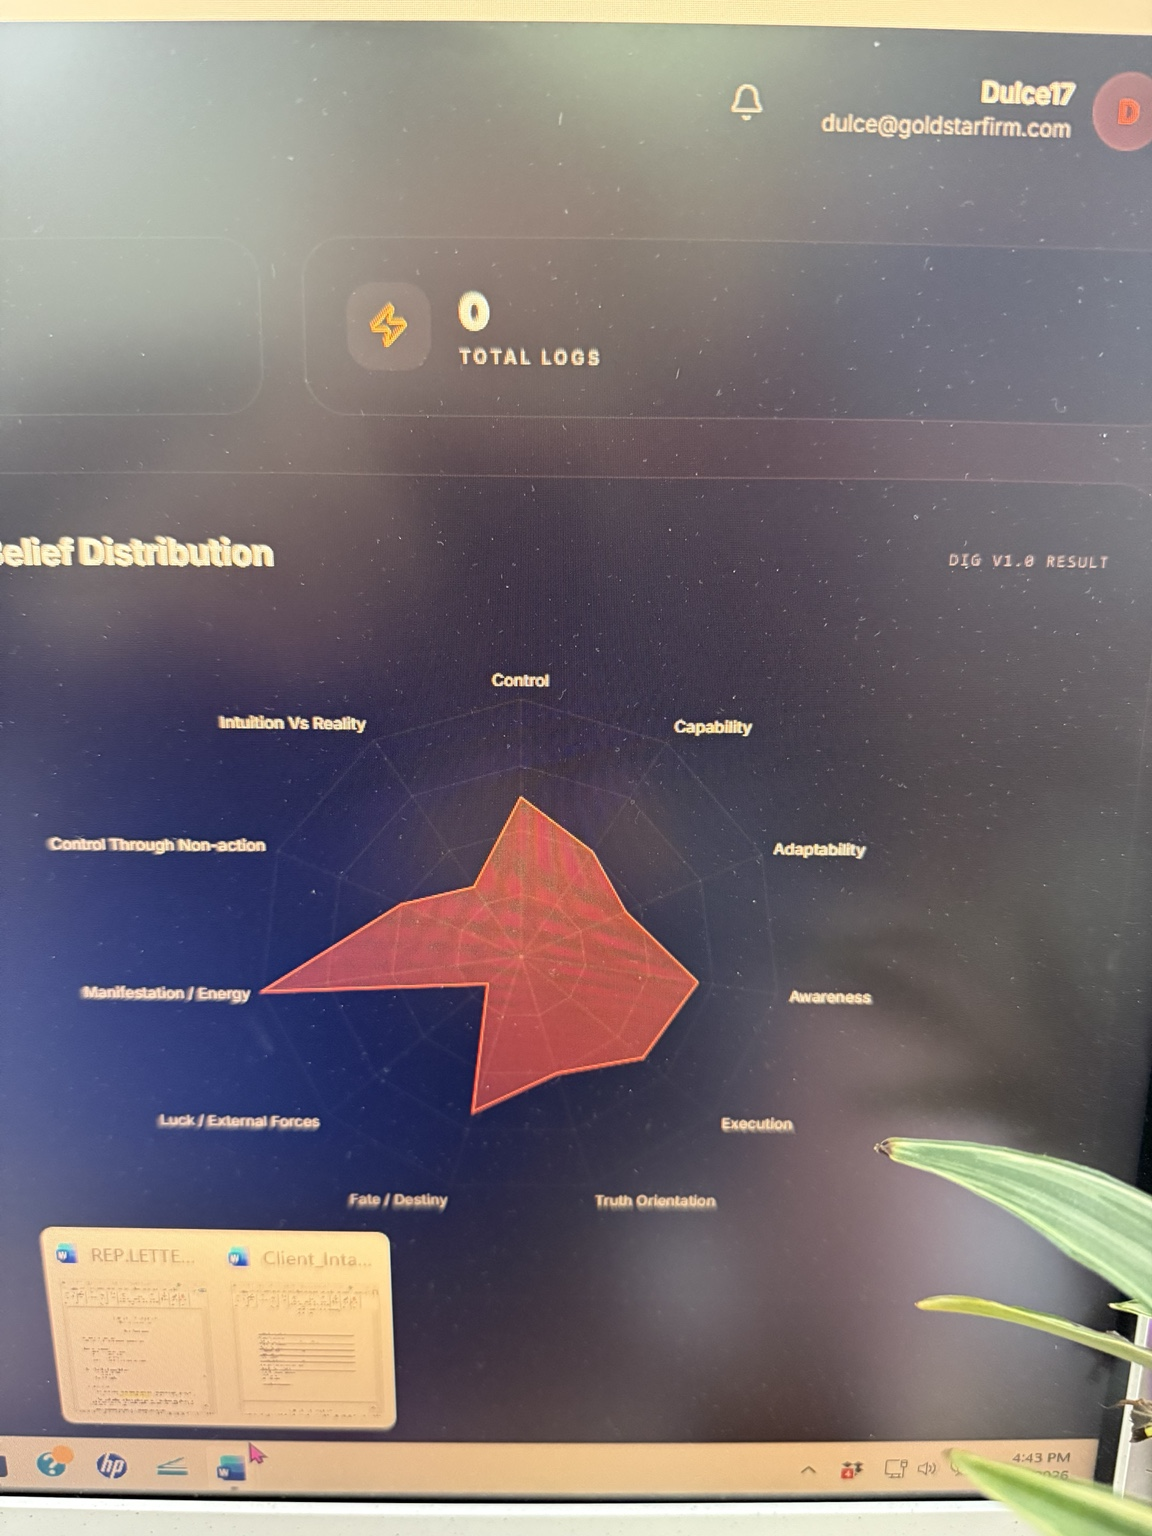 Dulce17
dulce@goldstarfirm.com
D
0
TOTAL LOGS
Belief Distribution
DIG V1.0 RESULT
Control
Intuition Vs Reality
Capability
Control Through Non-action
Adaptability
Manifestation / Energy
Awareness
Luck / External Forces
Execution
Fate / Destiny
Truth Orientation
REP.LETTE...
Client_Inta...
hp
4:43 PM